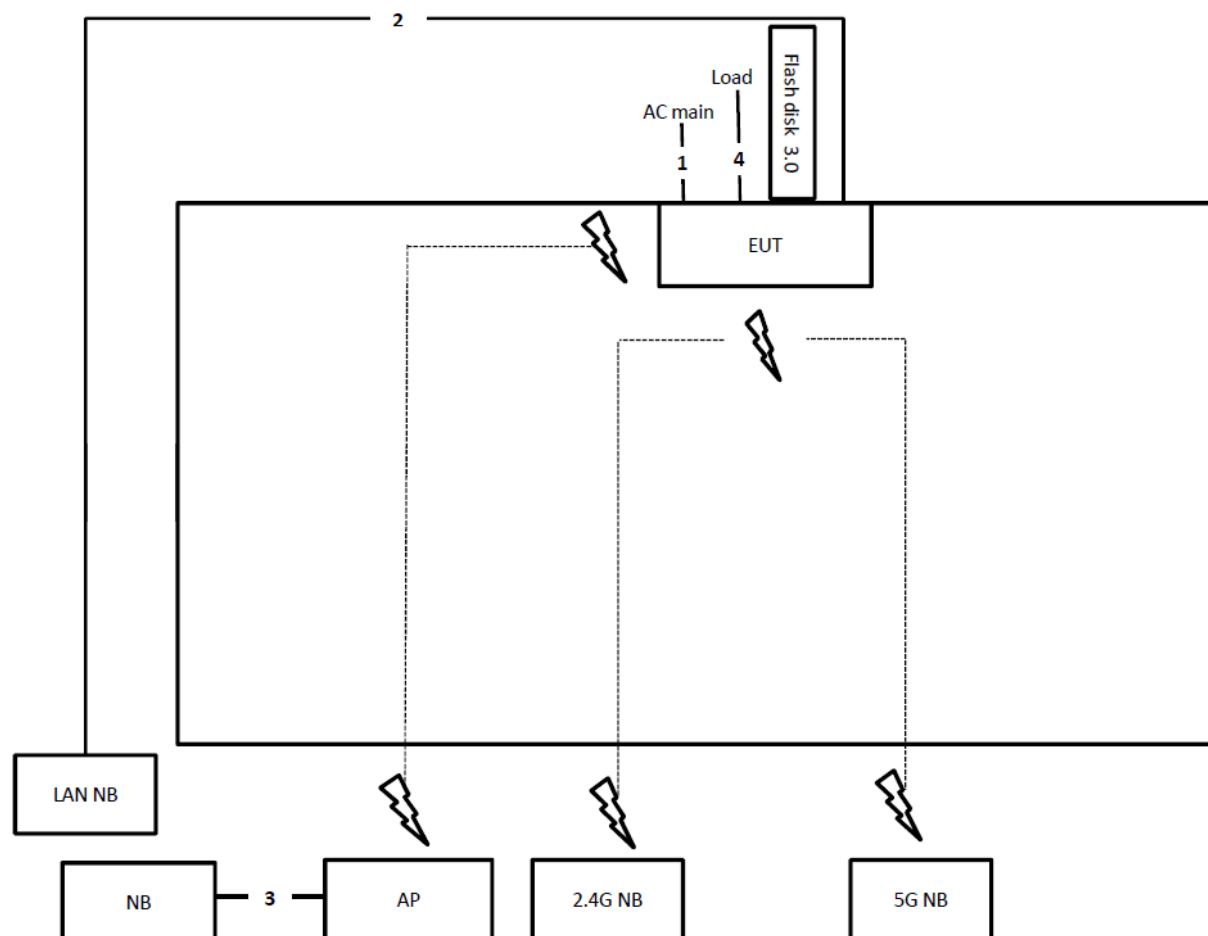 2
Load
AC main
Flash disk 3.0
1
4
EUT
LAN NB
NB
3
AP
2.4G NB
5G NB